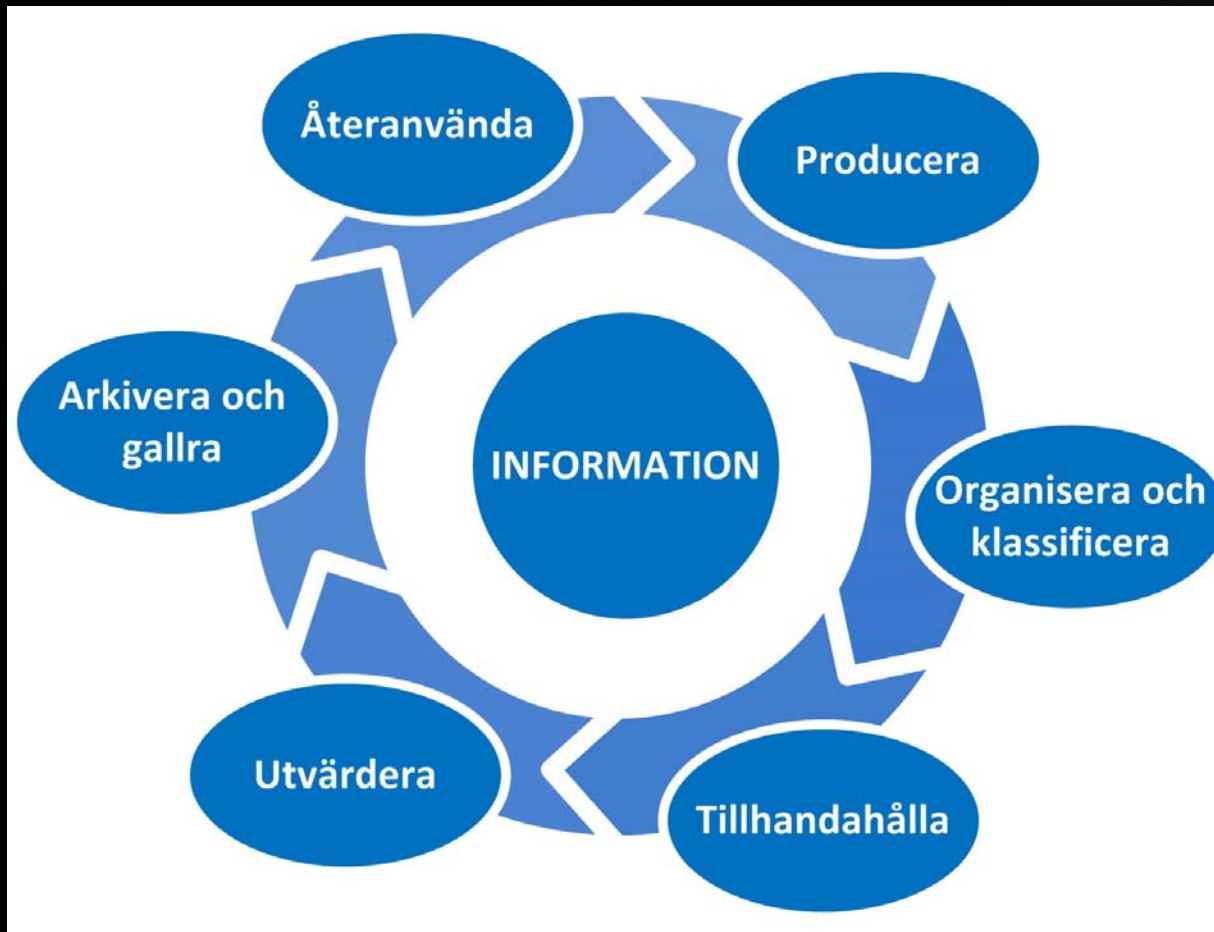 Återanvända
Producera
Arkivera och
gallra
INFORMATION
Organisera och
klassificera
Utvärdera
Tillhandahålla